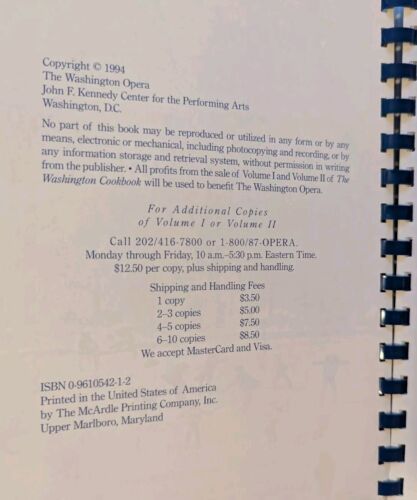 Copyright © 1994
The Washington Opera
John F. Kennedy Center for the Performing Arts
Washington, D.C.
No part of this book may be reproduced or utilized in any form or by any
means, electronic or mechanical, including photocopying and recording, or by
any information storage and retrieval system, without permission in writing
from the publisher. • All profits from the sale of Volume I and Volume II of The
Washington Cookbook will be used to benefit The Washington Opera.
For Additional Copies
of Volume I or Volume II
Call 202/416-7800 or 1-800/87-OPERA.
Monday through Friday, 10 a.m.–5:30 p.m. Eastern Time.
$12.50 per copy, plus shipping and handling.
Shipping and Handling Fees
1 copy $3.50
2–3 copies $5.00
4–5 copies $7.50
6–10 copies $8.50
We accept MasterCard and Visa.
ISBN 0-9610542-1-2
Printed in the United States of America
by The McArdle Printing Company, Inc.
Upper Marlboro, Maryland